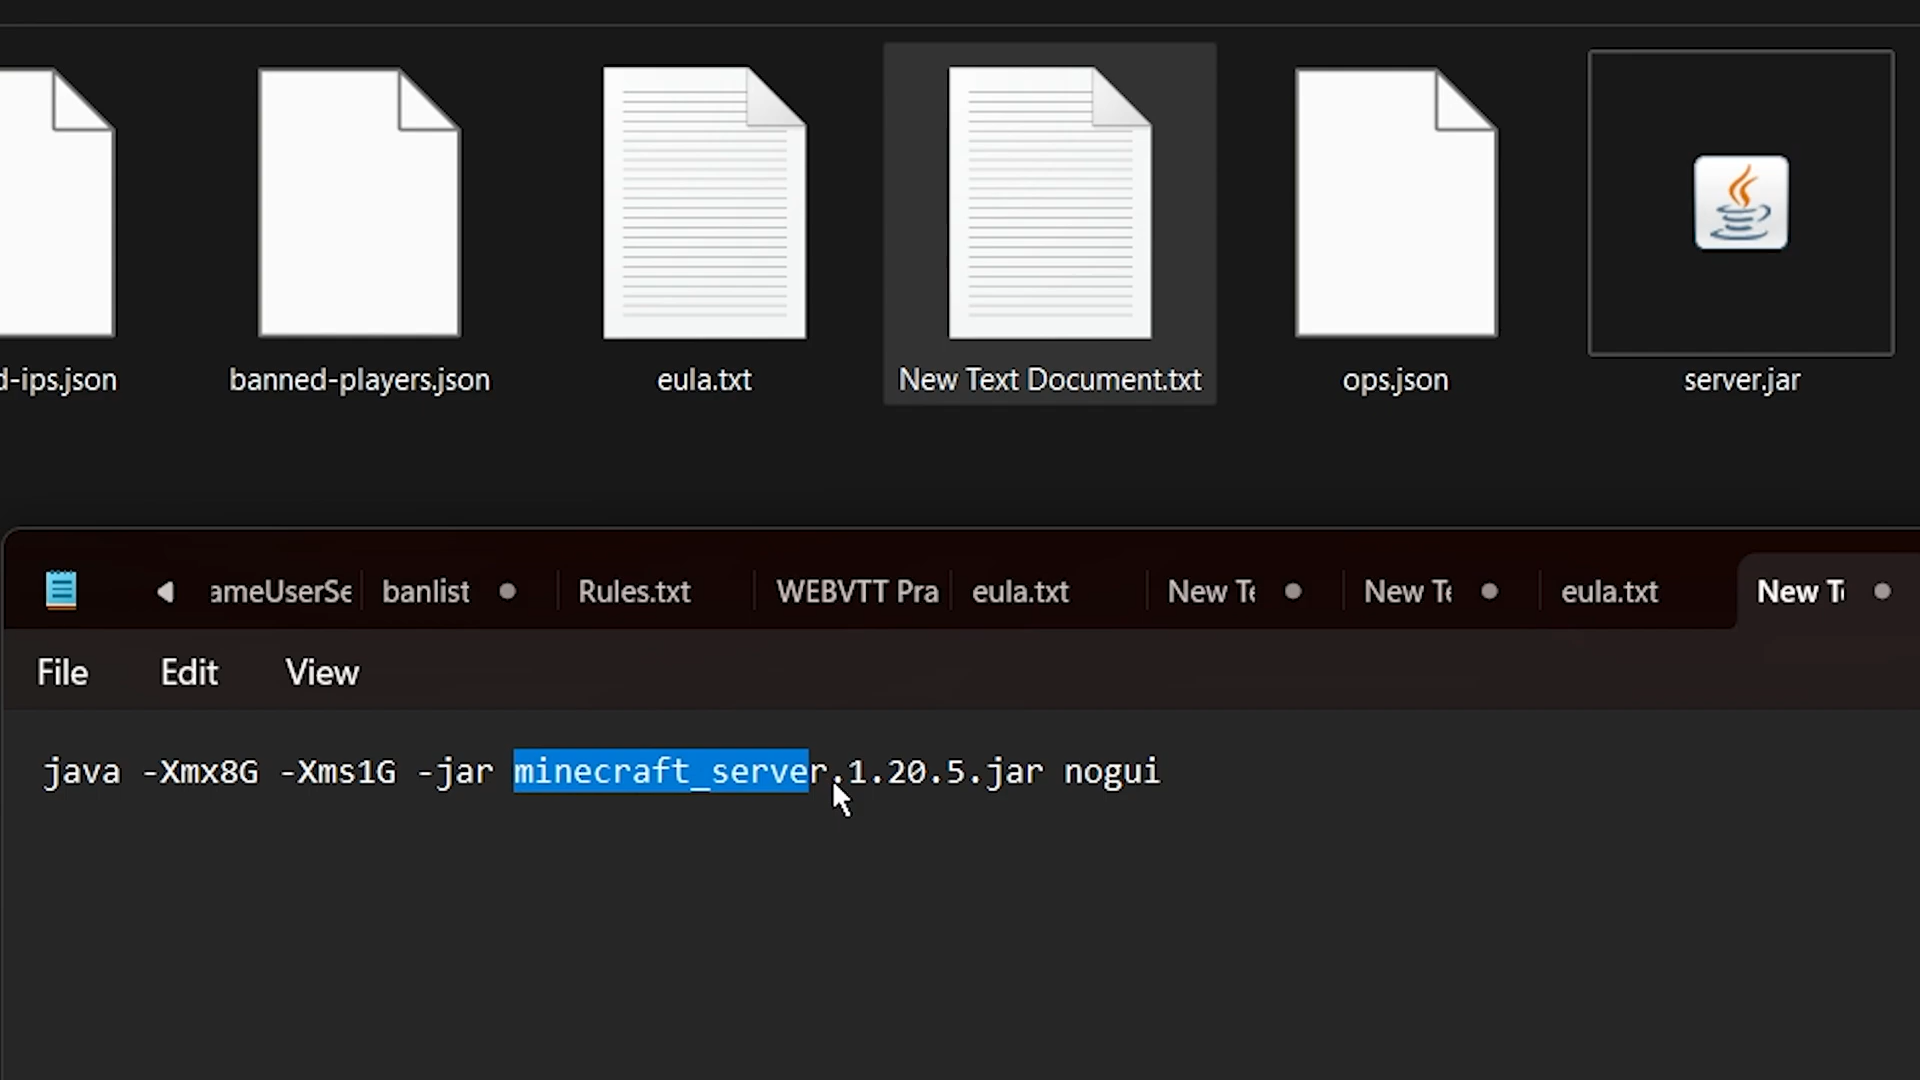 d-ips.json
banned-players.json
eula.txt
New Text Document.txt
ops.json
server.jar
ameUserSe
banlist
Rules.txt
WEBVTT Pra
eula.txt
New Te
New Te
eula.txt
New Te
File
Edit
View
java -Xmx8G -Xms1G -jar minecraft_server.1.20.5.jar nogui